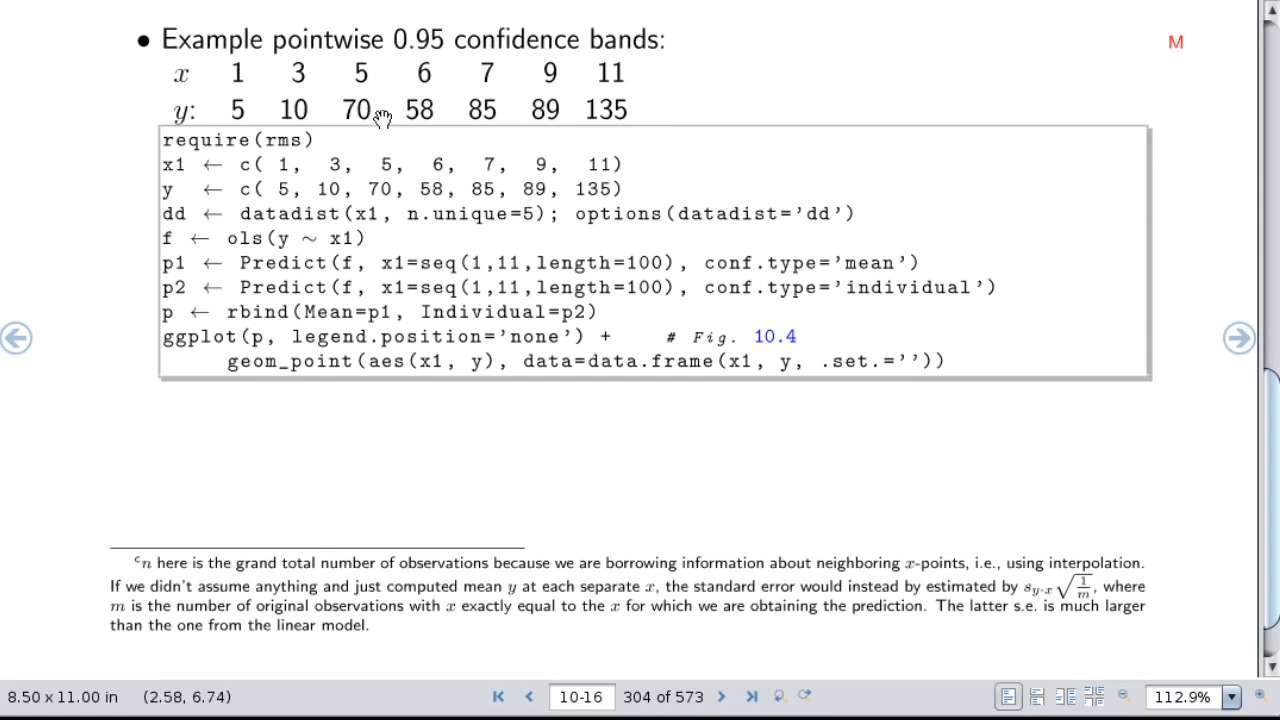 • Example pointwise 0.95 confidence bands:
M
x 1 3 5 6 7 9 11
y: 5 10 70 58 85 89 135
require(rms)
x1 ← c( 1, 3, 5, 6, 7, 9, 11)
y ← c( 5, 10, 70, 58, 85, 89, 135)
dd ← datadist(x1, n.unique=5); options(datadist='dd')
f ← ols(y ~ x1)
p1 ← Predict(f, x1=seq(1,11,length=100), conf.type='mean')
p2 ← Predict(f, x1=seq(1,11,length=100), conf.type='individual')
p ← rbind(Mean=p1, Individual=p2)
ggplot(p, legend.position='none') + # Fig. 10.4
geom_point(aes(x1, y), data=data.frame(x1, y, .set.=''))
ᶜn here is the grand total number of observations because we are borrowing information about neighboring x-points, i.e., using interpolation.
If we didn't assume anything and just computed mean y at each separate x, the standard error would instead by estimated by s_{y·x}√(1/m), where
m is the number of original observations with x exactly equal to the x for which we are obtaining the prediction. The latter s.e. is much larger
than the one from the linear model.
8.50 x 11.00 in (2.58, 6.74) 10-16 304 of 573 112.9%